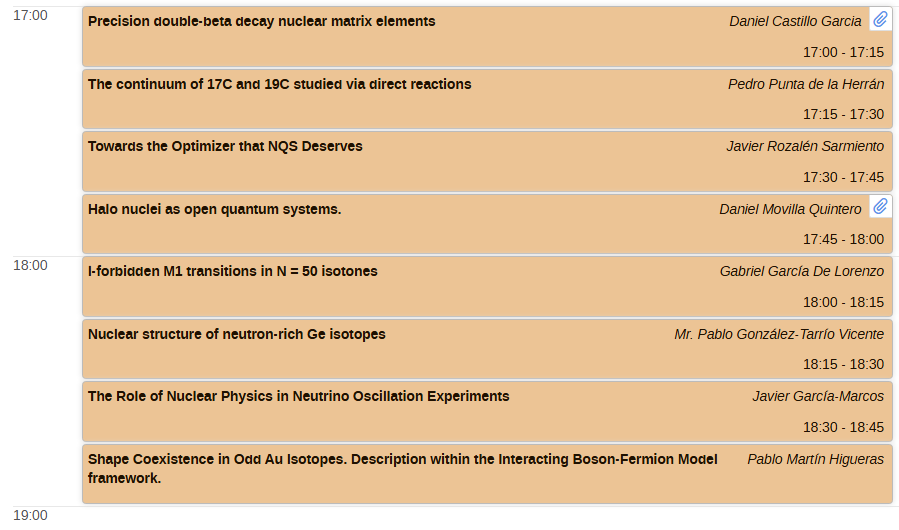 17:00
Precision double-beta decay nuclear matrix elements Daniel Castillo Garcia
17:00 - 17:15
The continuum of 17C and 19C studied via direct reactions Pedro Punta de la Herrán
17:15 - 17:30
Towards the Optimizer that NQS Deserves Javier Rozalén Sarmiento
17:30 - 17:45
Halo nuclei as open quantum systems. Daniel Movilla Quintero
17:45 - 18:00
18:00
l-forbidden M1 transitions in N = 50 isotones Gabriel García De Lorenzo
18:00 - 18:15
Nuclear structure of neutron-rich Ge isotopes Mr. Pablo González-Tarrío Vicente
18:15 - 18:30
The Role of Nuclear Physics in Neutrino Oscillation Experiments Javier García-Marcos
18:30 - 18:45
Shape Coexistence in Odd Au Isotopes. Description within the Interacting Boson-Fermion Model Pablo Martín Higueras
framework.
19:00